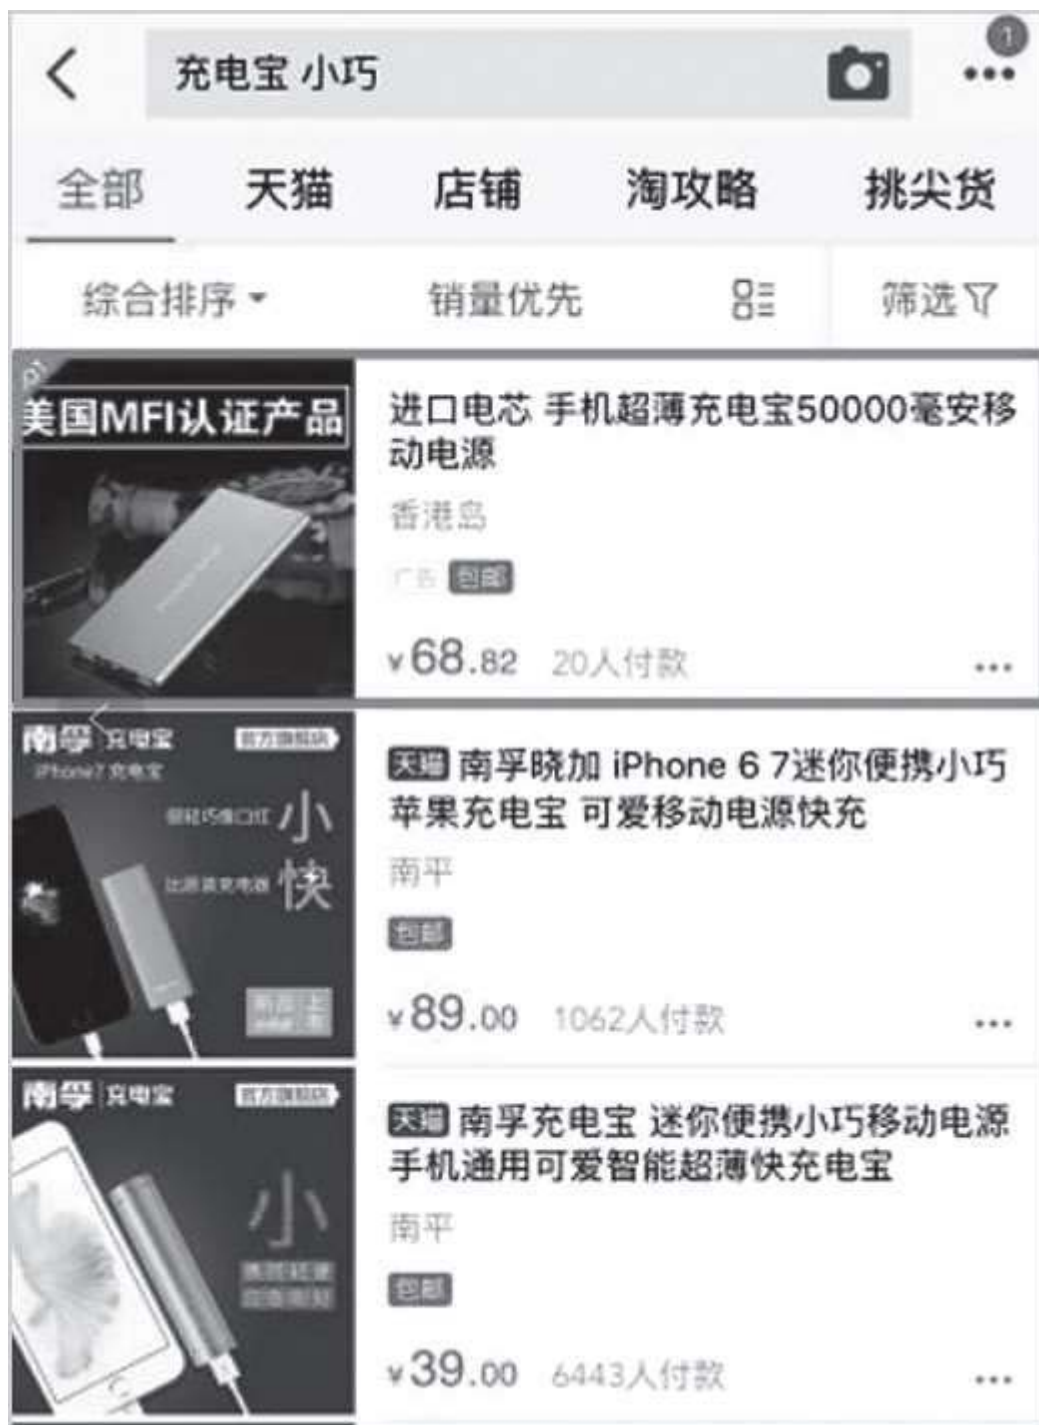 1
充电宝 小巧
全部 天猫 店铺 淘攻略 挑尖货
综合排序 销量优先 筛选
美国MFI认证产品
进口电芯 手机超薄充电宝50000毫安移
动电源
香港岛
广告 包邮
¥68.82 20人付款
南孚 充电宝 官方旗舰店
iPhone7 充电宝
小
比原装充电器 快
天猫 南孚晓加 iPhone 6 7迷你便携小巧
苹果充电宝 可爱移动电源快充
南平
包邮
¥89.00 1062人付款
南孚 充电宝 官方旗舰店
小
天猫 南孚充电宝 迷你便携小巧移动电源
手机通用可爱智能超薄快充电宝
南平
包邮
¥39.00 6443人付款